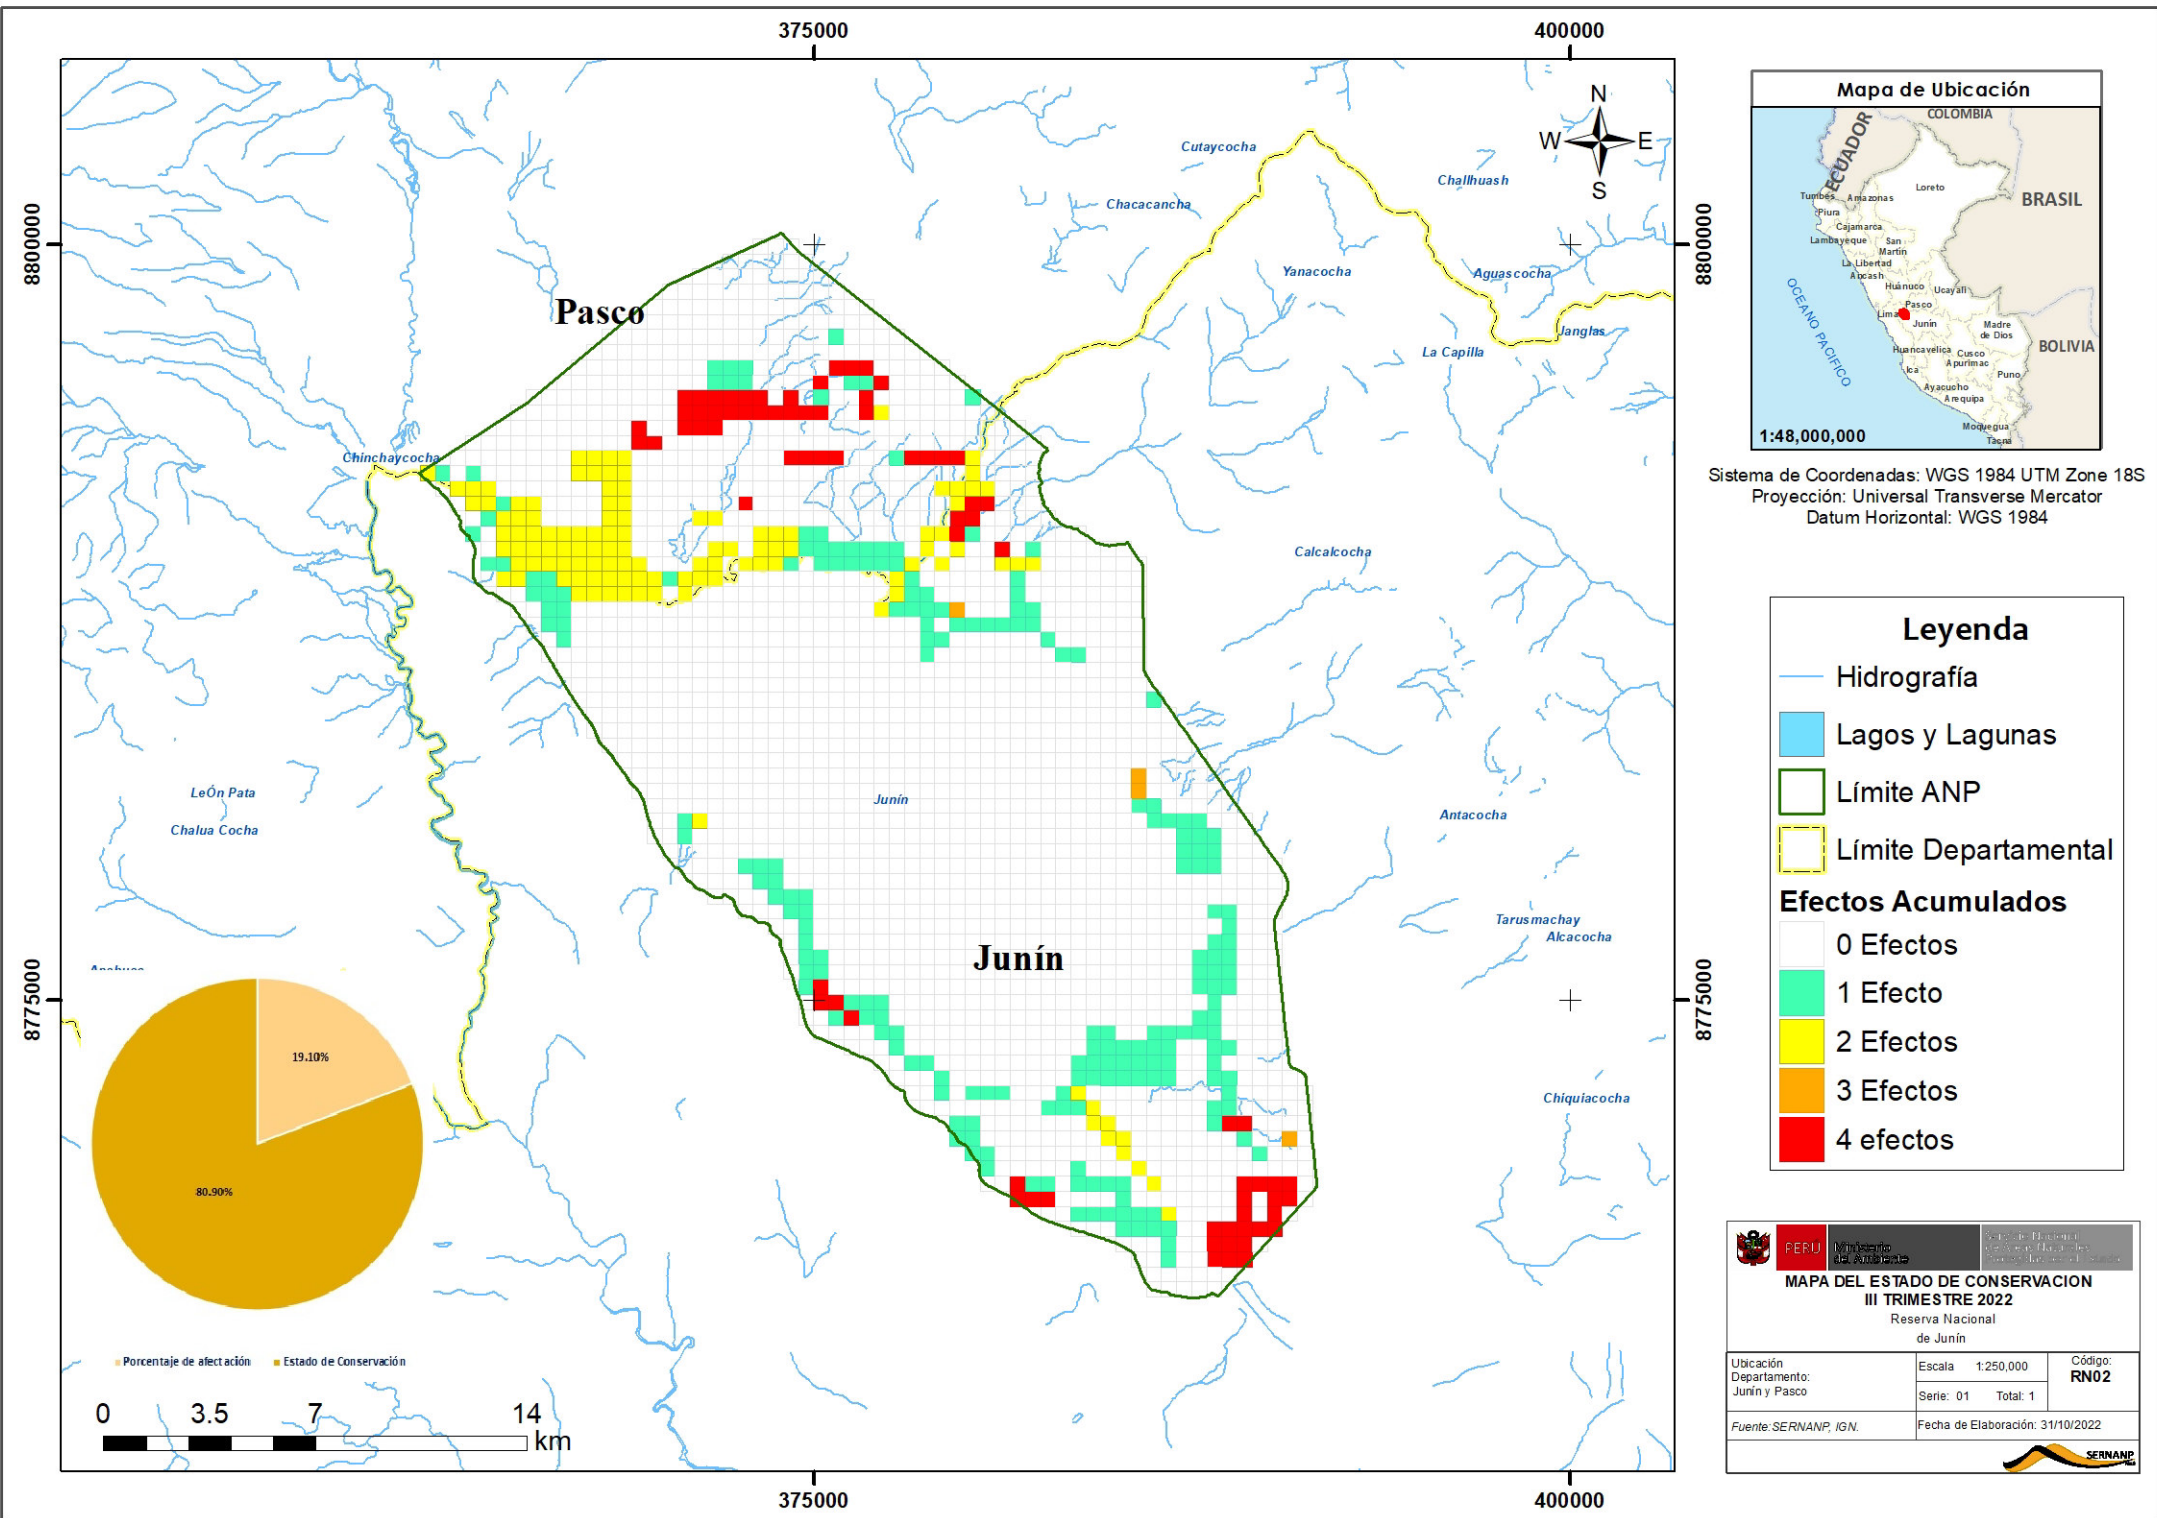 375000
400000
8800000
8775000
8800000
8775000
375000
400000
N
W
E
S
Cutaycocha
Challhuash
Chacacancha
Yanacocha
Aguascocha
Janglas
La Capilla
Pasco
Chinchaycocha
Calcalcocha
LeÓn Pata
Chalua Cocha
Junín
Antacocha
Tarusmachay
Alcacocha
Junín
Chiquiacocha
19.10%
80.90%
Porcentaje de afectación
Estado de Conservación
0
3.5
7
14
km
Mapa de Ubicación
COLOMBIA
ECUADOR
Loreto
Tumbes
Amazonas
BRASIL
Piura
Cajamarca
Lambayeque
San
Martín
La Libertad
Ancash
Huánuco
Ucayali
OCEANO PACIFICO
Pasco
Lima
Junín
Madre
de Dios
Huancavelica
Cusco
BOLIVIA
Apurimac
Ica
Puno
Ayacucho
Arequipa
Moquegua
Tacna
1:48,000,000
Sistema de Coordenadas: WGS 1984 UTM Zone 18S
Proyección: Universal Transverse Mercator
Datum Horizontal: WGS 1984
Leyenda
Hidrografía
Lagos y Lagunas
Límite ANP
Límite Departamental
Efectos Acumulados
0 Efectos
1 Efecto
2 Efectos
3 Efectos
4 efectos
PERÚ
Ministerio
del Ambiente
MAPA DEL ESTADO DE CONSERVACION
III TRIMESTRE 2022
Reserva Nacional
de Junín
Ubicación
Departamento:
Junín y Pasco
Escala 1:250,000
Código:
RN02
Serie: 01 Total: 1
Fuente:SERNANP, IGN.
Fecha de Elaboración: 31/10/2022
SERNANP